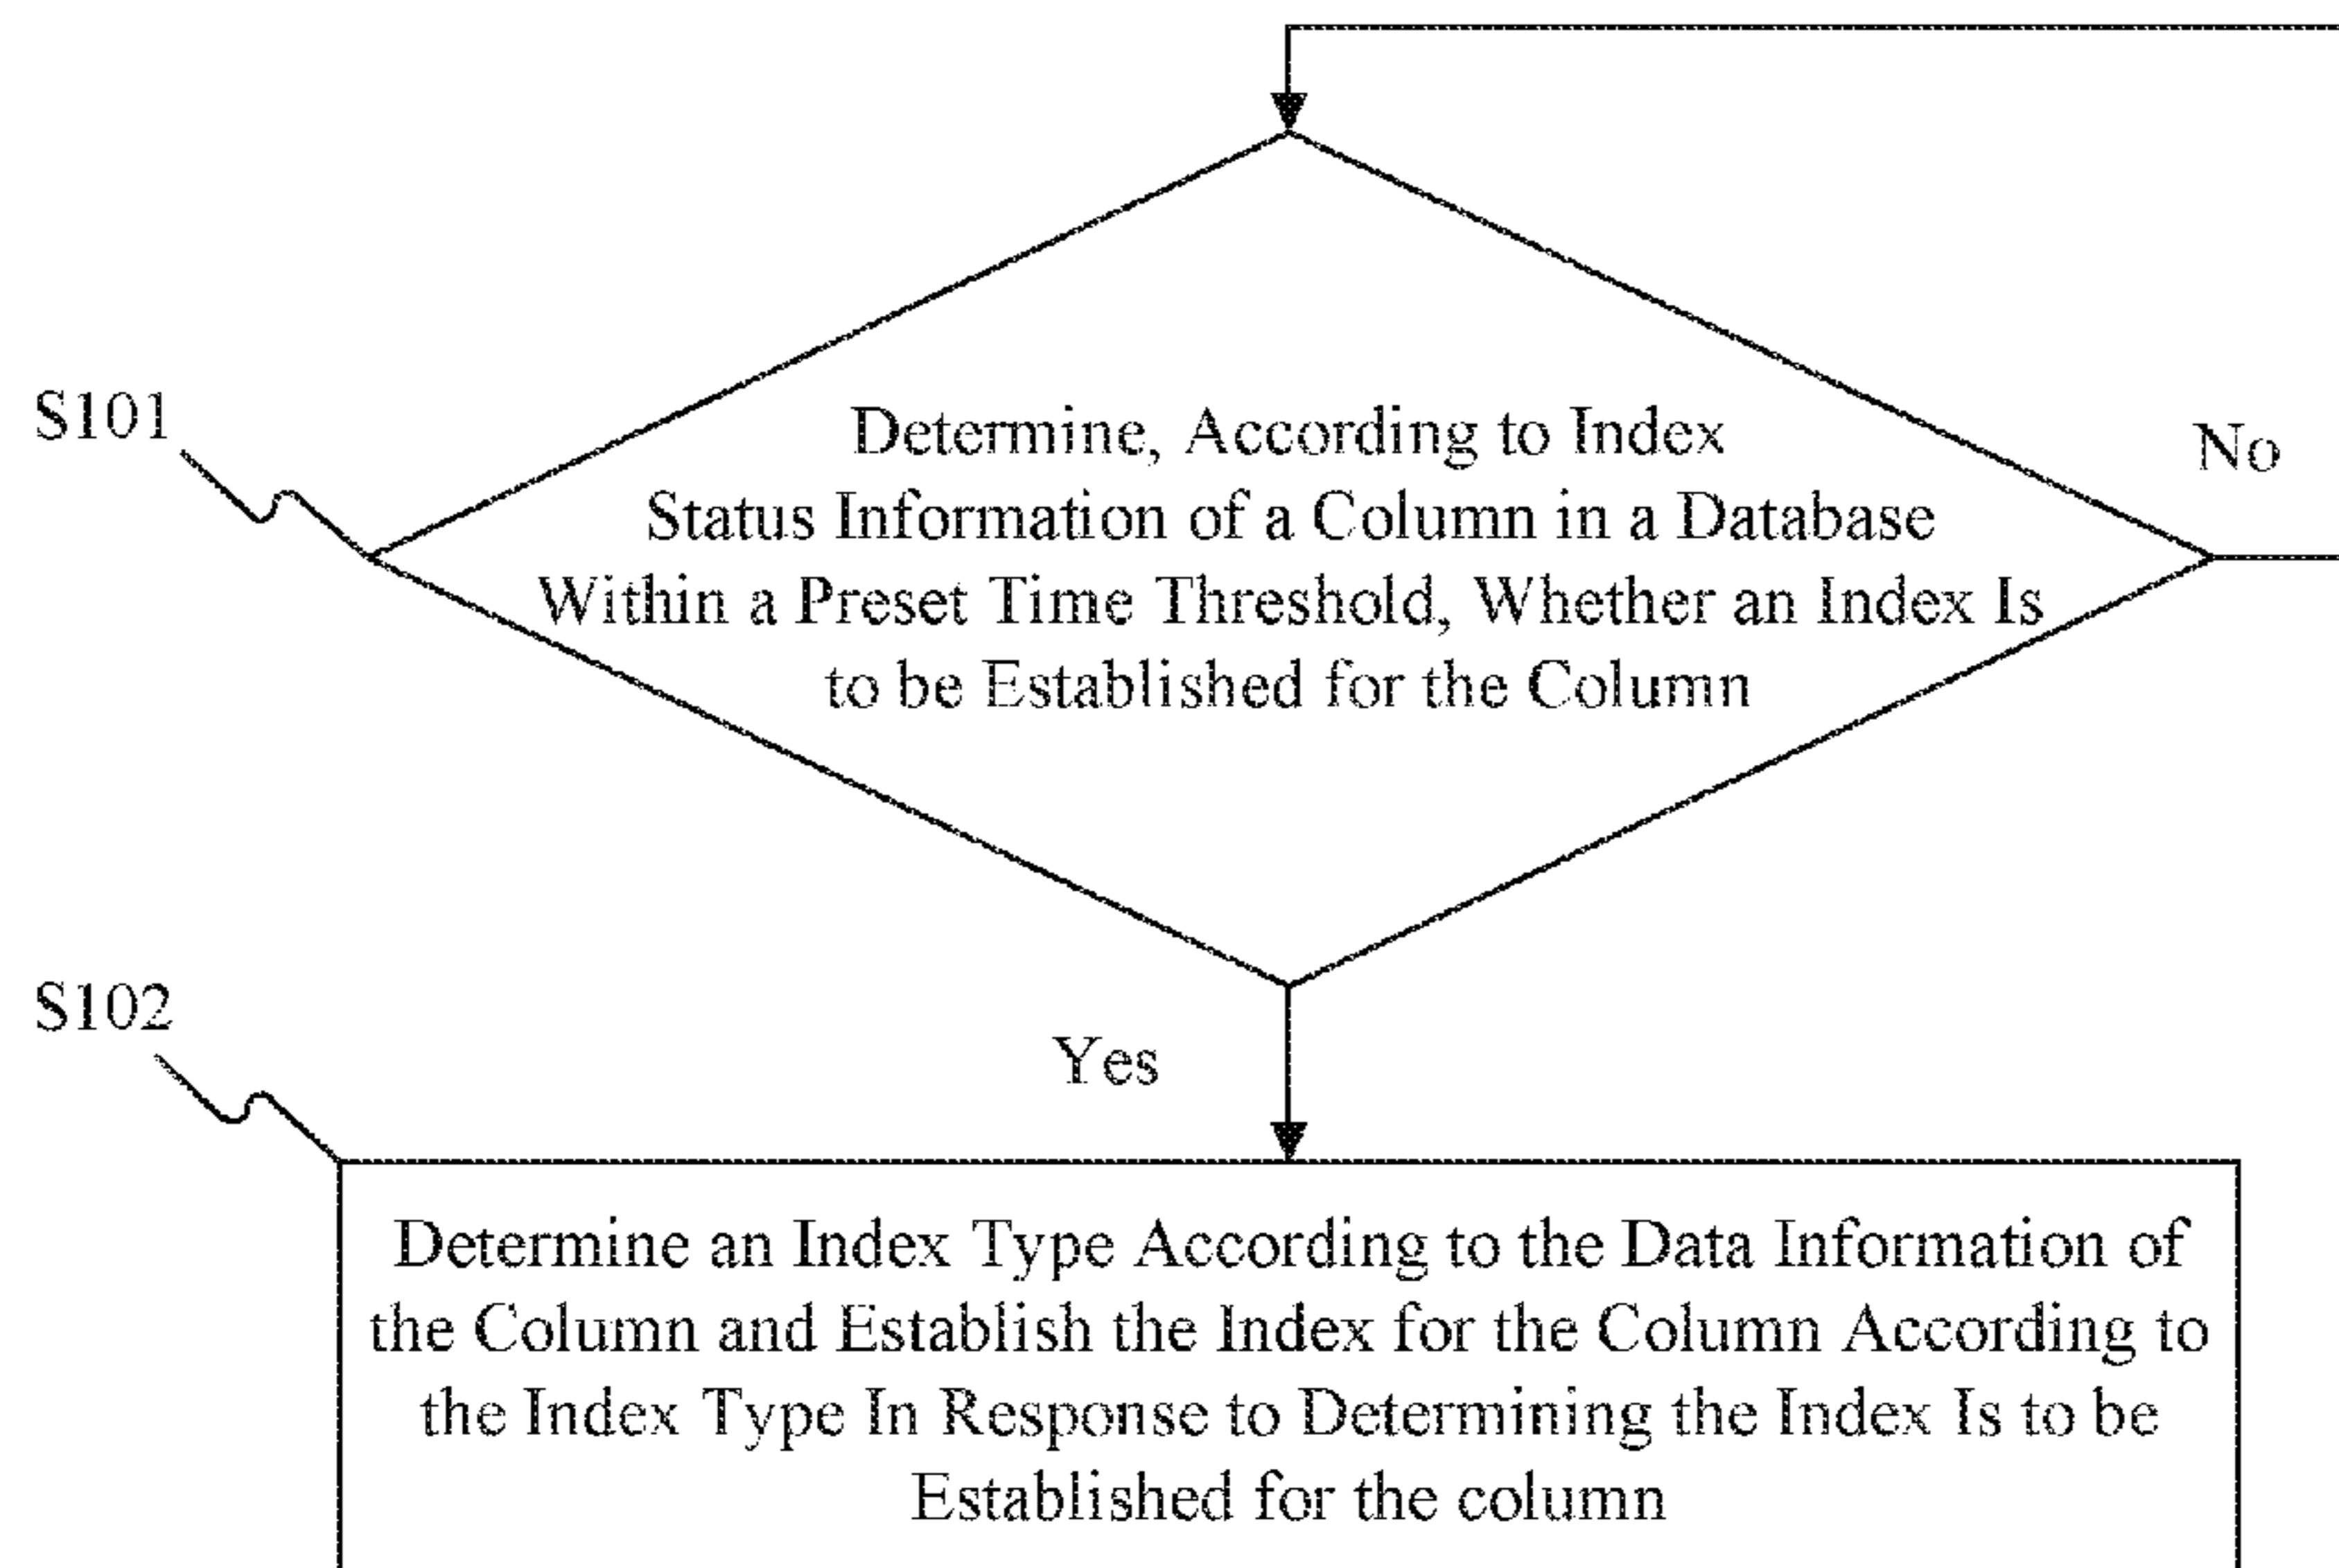 S101
Determine, According to Index
Status Information of a Column in a Database
Within a Preset Time Threshold, Whether an Index Is
to be Established for the Column
No
S102
Yes
Determine an Index Type According to the Data Information of
the Column and Establish the Index for the Column According to
the Index Type In Response to Determining the Index Is to be
Established for the column